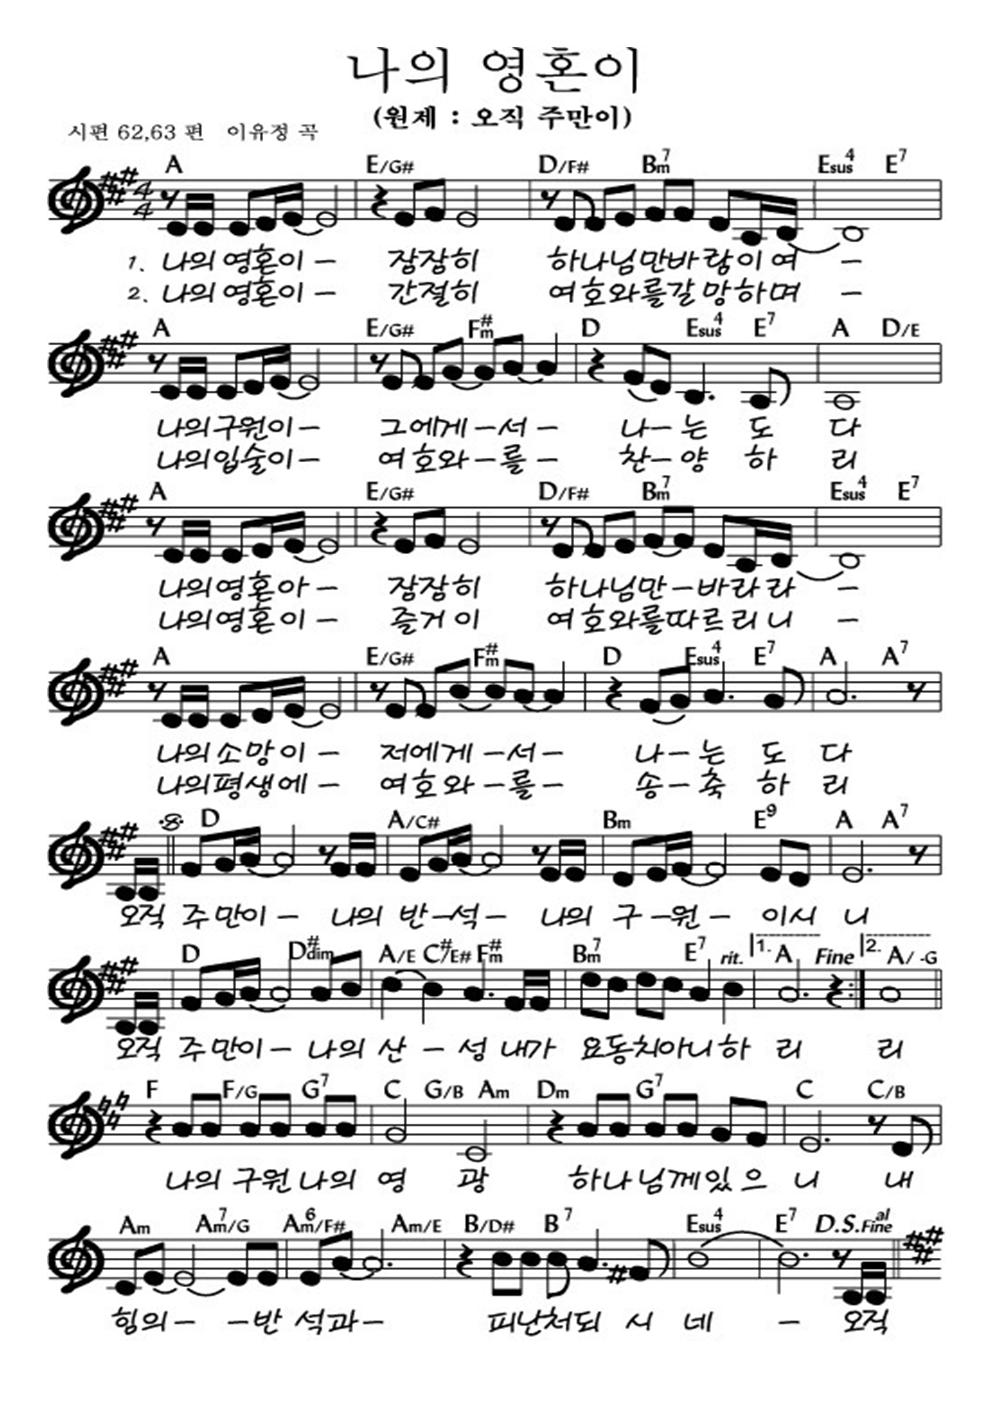 나의 영혼이
(원제 : 오직 주만이)
시편 62,63 편 이유정 곡
A E/G# D/F# Bm7 Esus4 E7
1. 나의 영혼이 – 잠잠히 하나님만바람이여 –
2. 나의 영혼이 – 간절히 여호와를갈망하며 –
A E/G# F#m D Esus4 E7 A D/E
나의구원이 – 그에게 – 서 – 나 – 는 도 다
나의입술이 – 여호와 – 를 – 찬 – 양 하 리
A E/G# D/F# Bm7 Esus4 E7
나의영혼아 – 잠잠히 하나님만 – 바라라 –
나의영혼이 – 즐거이 여호와를따르리니 –
A E/G# F#m D Esus4 E7 A A7
나의소망이 – 저에게 – 서 – 나 – 는 도 다
나의평생에 – 여호와 – 를 – 송 – 축 하 리
D A/C# Bm E9 A A7
오직 주만이 – 나의 반 – 석 – 나의 구 – 원 – 이시 니
D D#dim A/E C#/E# F#m Bm7 E7 rit. 1. A Fine 2. A/-G
오직 주만이 – 나의 산 – 성 내가 요동치아니하 리 리
F F/G G7 C G/B Am Dm G7 C C/B
나의 구원 나의 영 광 하나님께있으 니 내
Am Am7/G Am6/F# Am/E B/D# B7 Esus4 E7 D.S. al Fine
힘의 – – 반 석과 – 피난처되 시 네 – 오직